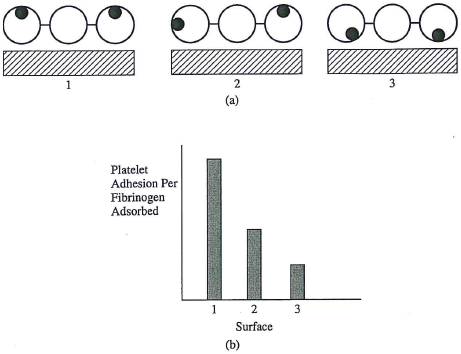 1 2 3
(a)
Platelet
Adhesion Per
Fibrinogen
Adsorbed
1 2 3
Surface
(b)